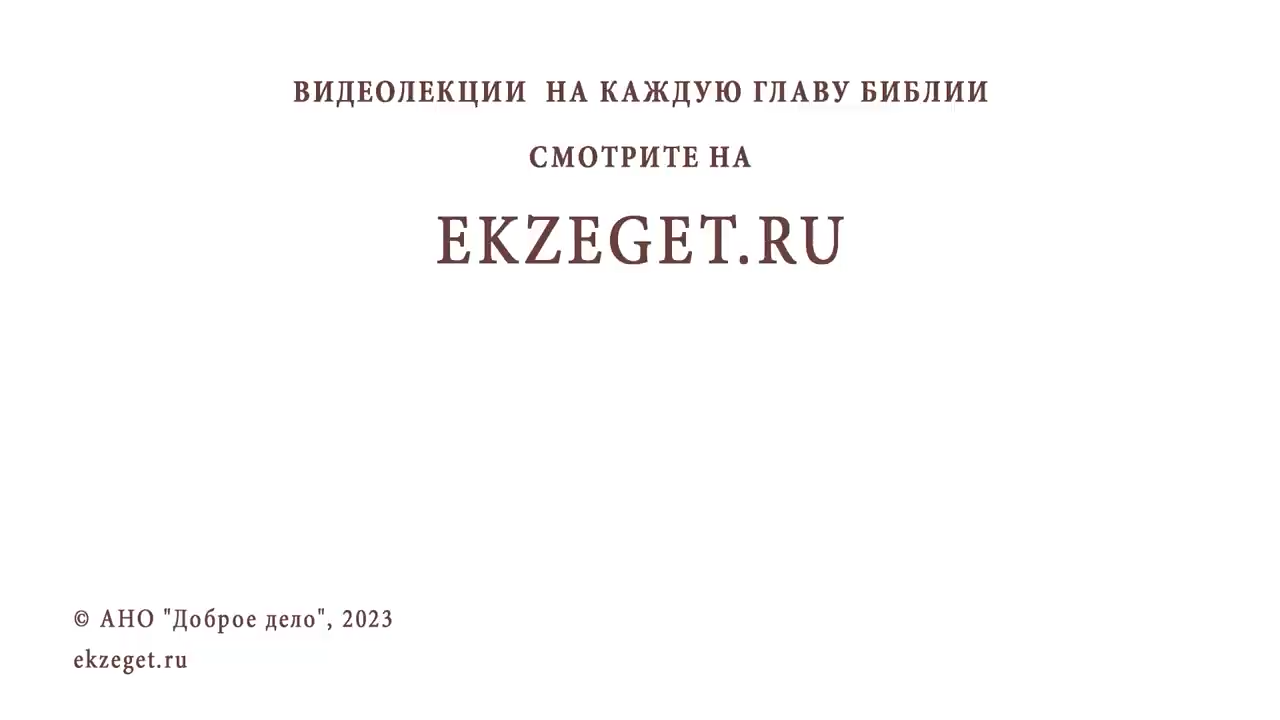 ВИДЕОЛЕКЦИИ НА КАЖДУЮ ГЛАВУ БИБЛИИ
СМОТРИТЕ НА
EKZEGET.RU
© АНО "Доброе дело", 2023
ekzeget.ru